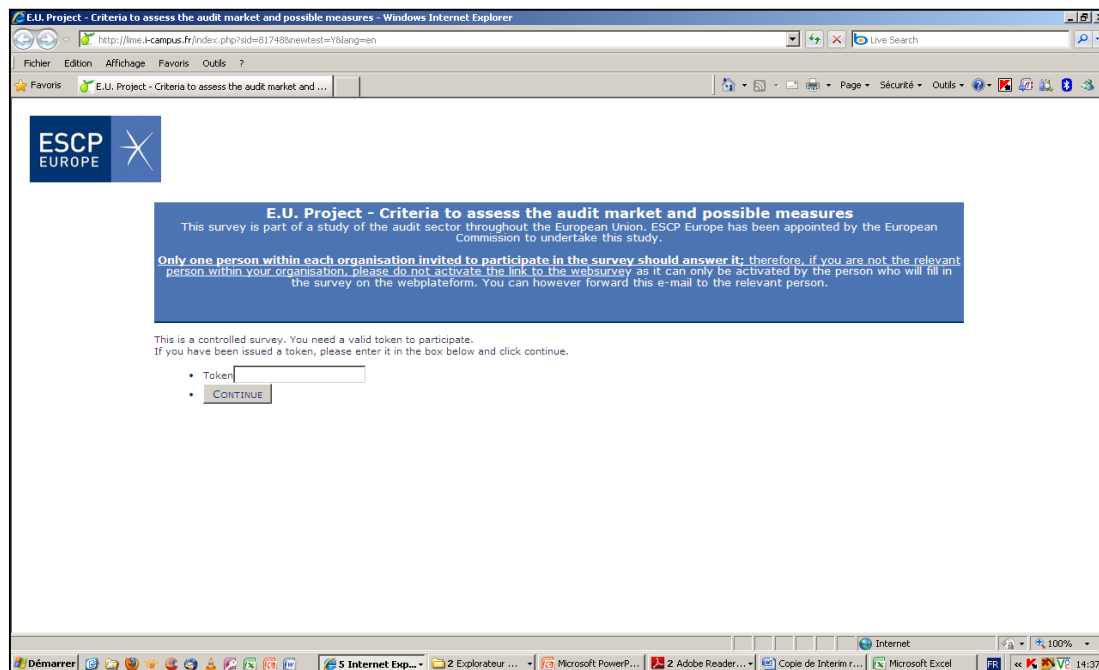 E.U. Project - Criteria to assess the audit market and possible measures - Windows Internet Explorer
http://lime.i-campus.fr/index.php?sid=81748&newtest=Y&lang=en
Live Search
Fichier Edition Affichage Favoris Outils ?
Favoris E.U. Project - Criteria to assess the audit market and ... Page Sécurité Outils
ESCP
EUROPE
E.U. Project - Criteria to assess the audit market and possible measures
This survey is part of a study of the audit sector throughout the European Union. ESCP Europe has been appointed by the European
Commission to undertake this study.
Only one person within each organisation invited to participate in the survey should answer it; therefore, if you are not the relevant
person within your organisation, please do not activate the link to the websurvey as it can only be activated by the person who will fill in
the survey on the webplateform. You can however forward this e-mail to the relevant person.
This is a controlled survey. You need a valid token to participate.
If you have been issued a token, please enter it in the box below and click continue.
Token
CONTINUE
Internet 100%
Démarrer 5 Internet Exp... 2 Explorateur ... Microsoft PowerP... 2 Adobe Reader... Copie de Interim r... Microsoft Excel FR 14:37